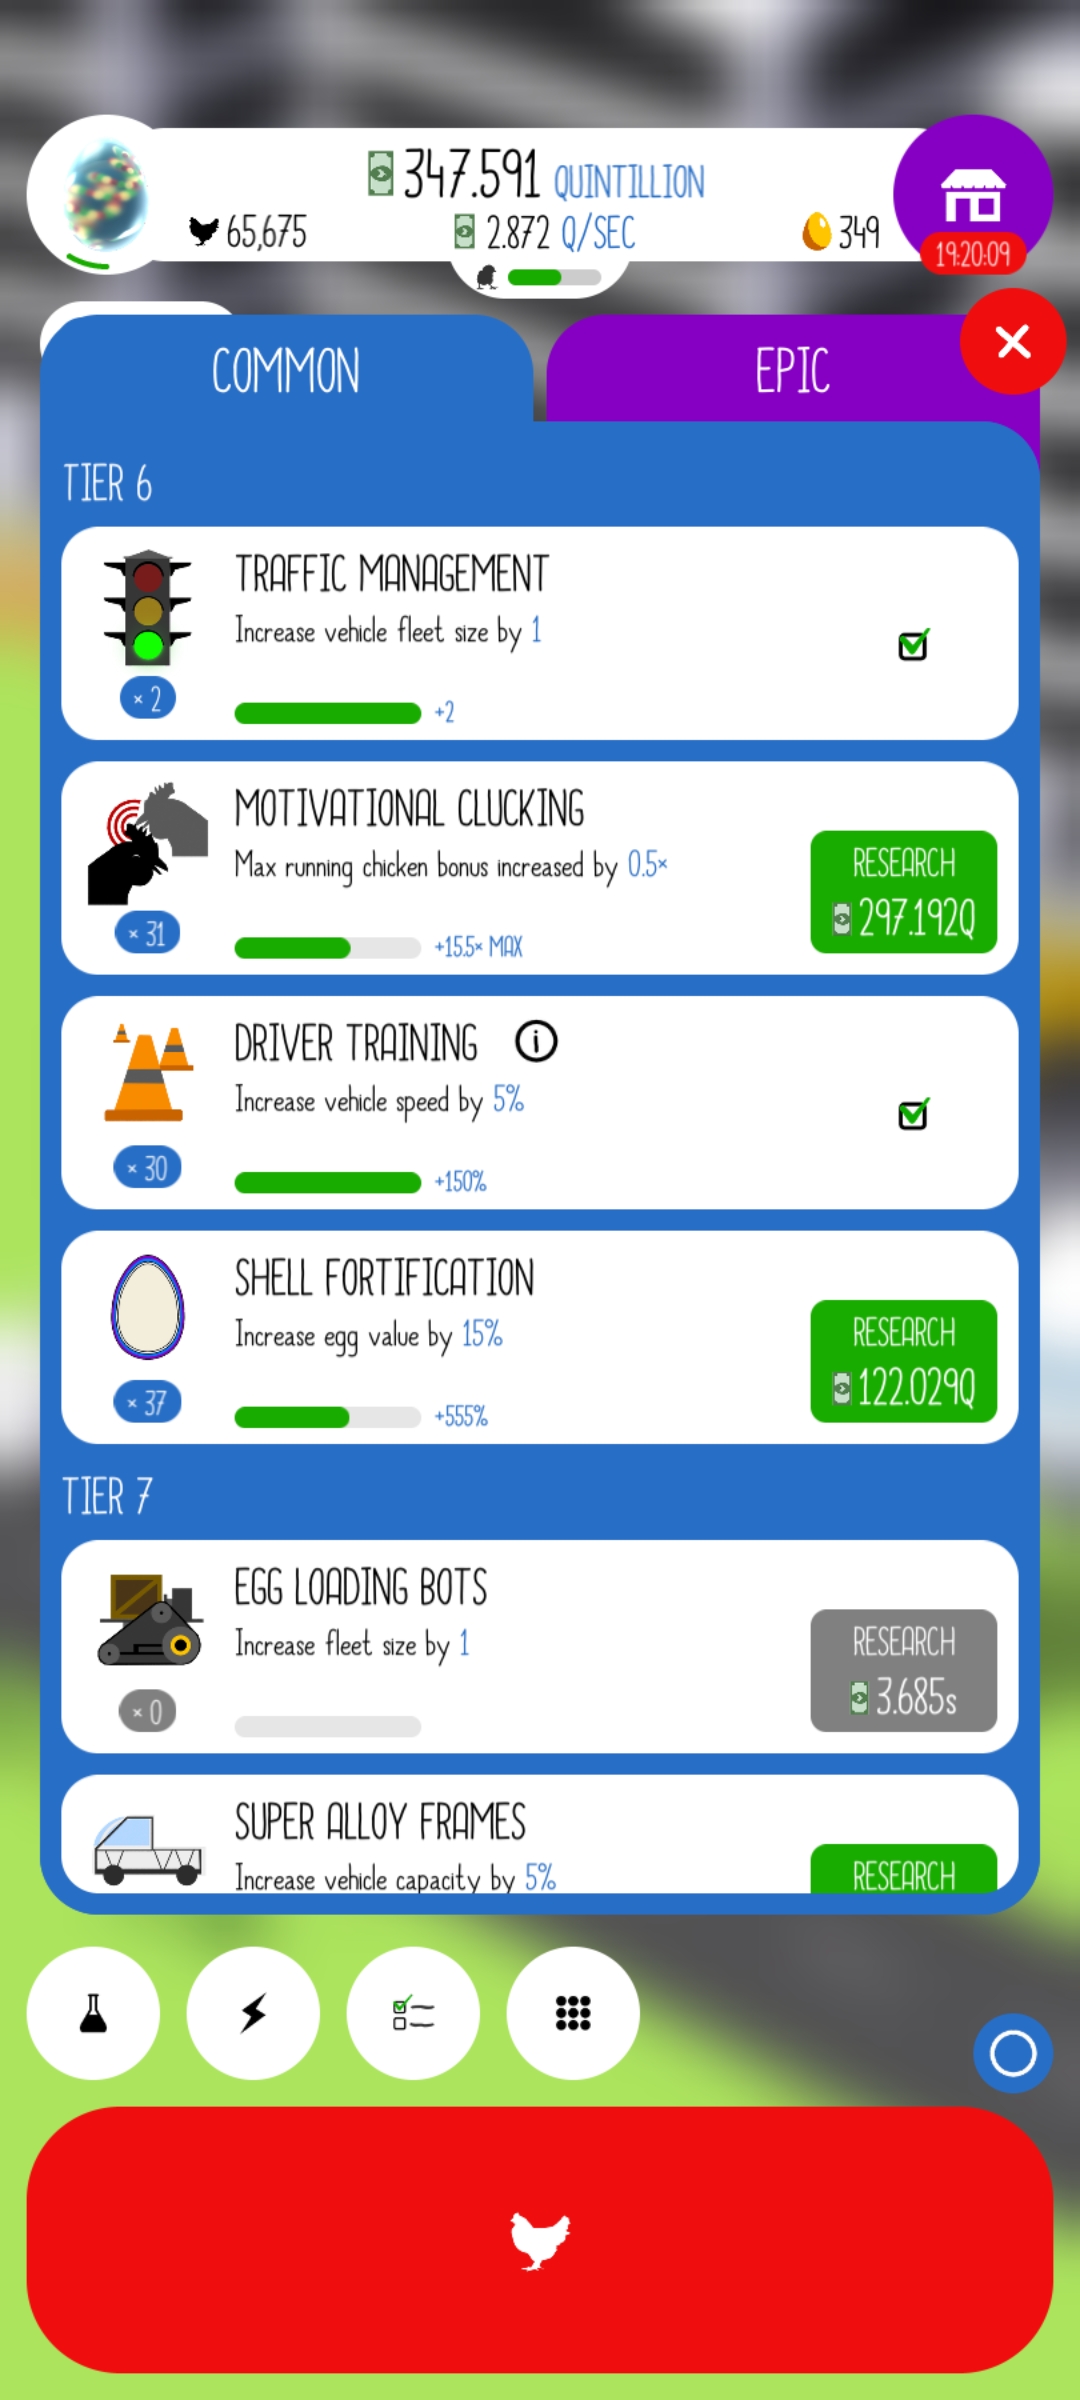 347.591 QUINTILLION
65,675 2.872 Q/SEC 349
19:20:09
COMMON EPIC
TIER 6
TRAFFIC MANAGEMENT
Increase vehicle fleet size by 1
× 2
+2
MOTIVATIONAL CLUCKING
Max running chicken bonus increased by 0.5×
RESEARCH
297.192Q
× 31
+15.5× MAX
DRIVER TRAINING i
Increase vehicle speed by 5%
× 30
+150%
SHELL FORTIFICATION
Increase egg value by 15%
RESEARCH
122.029Q
× 37
+555%
TIER 7
EGG LOADING BOTS
Increase fleet size by 1
RESEARCH
3.685s
× 0
SUPER ALLOY FRAMES
Increase vehicle capacity by 5%
RESEARCH